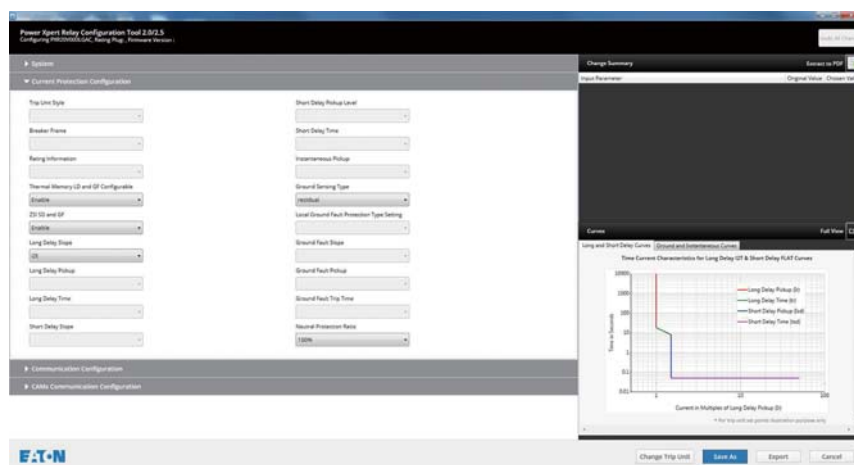 Power Xpert Relay Configuration Tool 2.0/2.5
System
Current Protection Configuration
Trip Unit Style
Breaker Frame
Rating Information
Thermal Memory LD and GF Configurable
Enable
ZSI SD and GF
Enable
Long Delay Slope
Long Delay Pickup
Long Delay Time
Short Delay Slope
Short Delay Pickup Level
Short Delay Time
Instantaneous Pickup
Ground Sensing Type
residual
Local Ground Fault Protection Type Setting
Ground Fault Slope
Ground Fault Pickup
Ground Fault Trip Time
Neutral Protection Ratio
100%
Communication Configuration
CAMs Communication Configuration
Change Summary Extract to PDF
Input Parameter Original Value Chosen
Curves Full View
Long and Short Delay Curves Ground and Instantaneous Curves
Time Current Characteristics for Long Delay I2T & Short Delay FLAT Curves
Time in Seconds
10000
1000
100
10
1
0.1
0.01
Long Delay Pickup (Ir)
Long Delay Time (tr)
Short Delay Pickup (Isd)
Short Delay Time (tsd)
1 10 100
Current in Multiples of Long Delay Pickup (Ir)
EATON
Change Trip Unit Save As Export Cancel